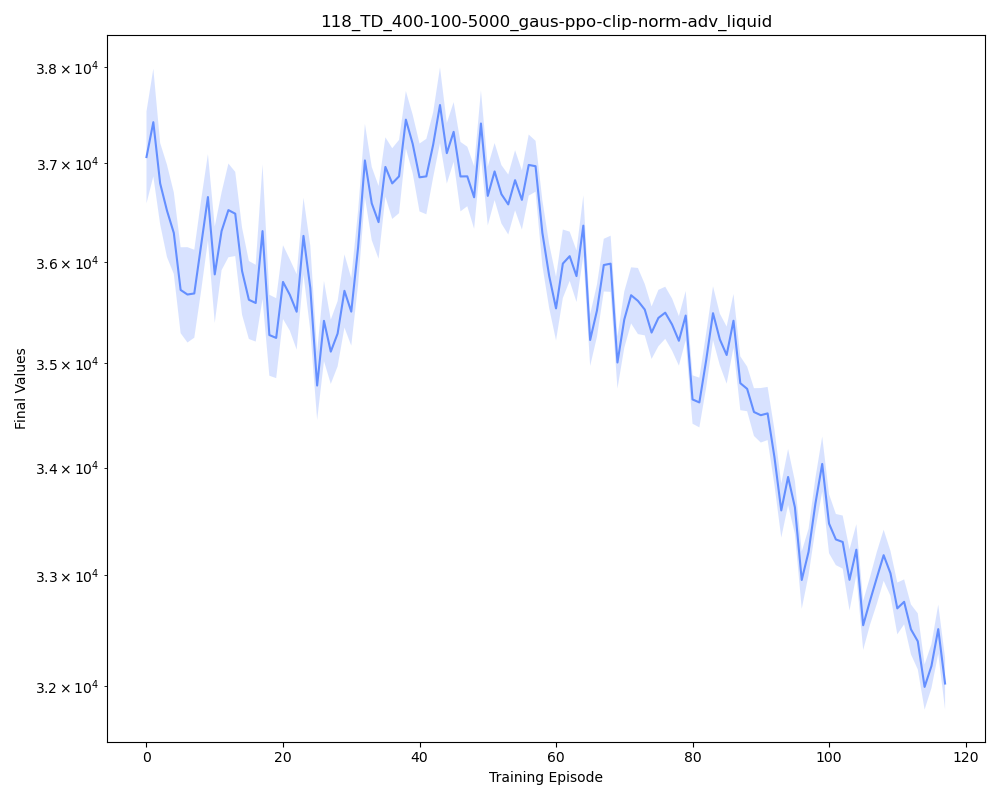 118_TD_400-100-5000_gaus-ppo-clip-norm-adv_liquid
3.8 × 10⁴
3.7 × 10⁴
3.6 × 10⁴
3.5 × 10⁴
3.4 × 10⁴
3.3 × 10⁴
3.2 × 10⁴
Final Values
0 20 40 60 80 100 120
Training Episode